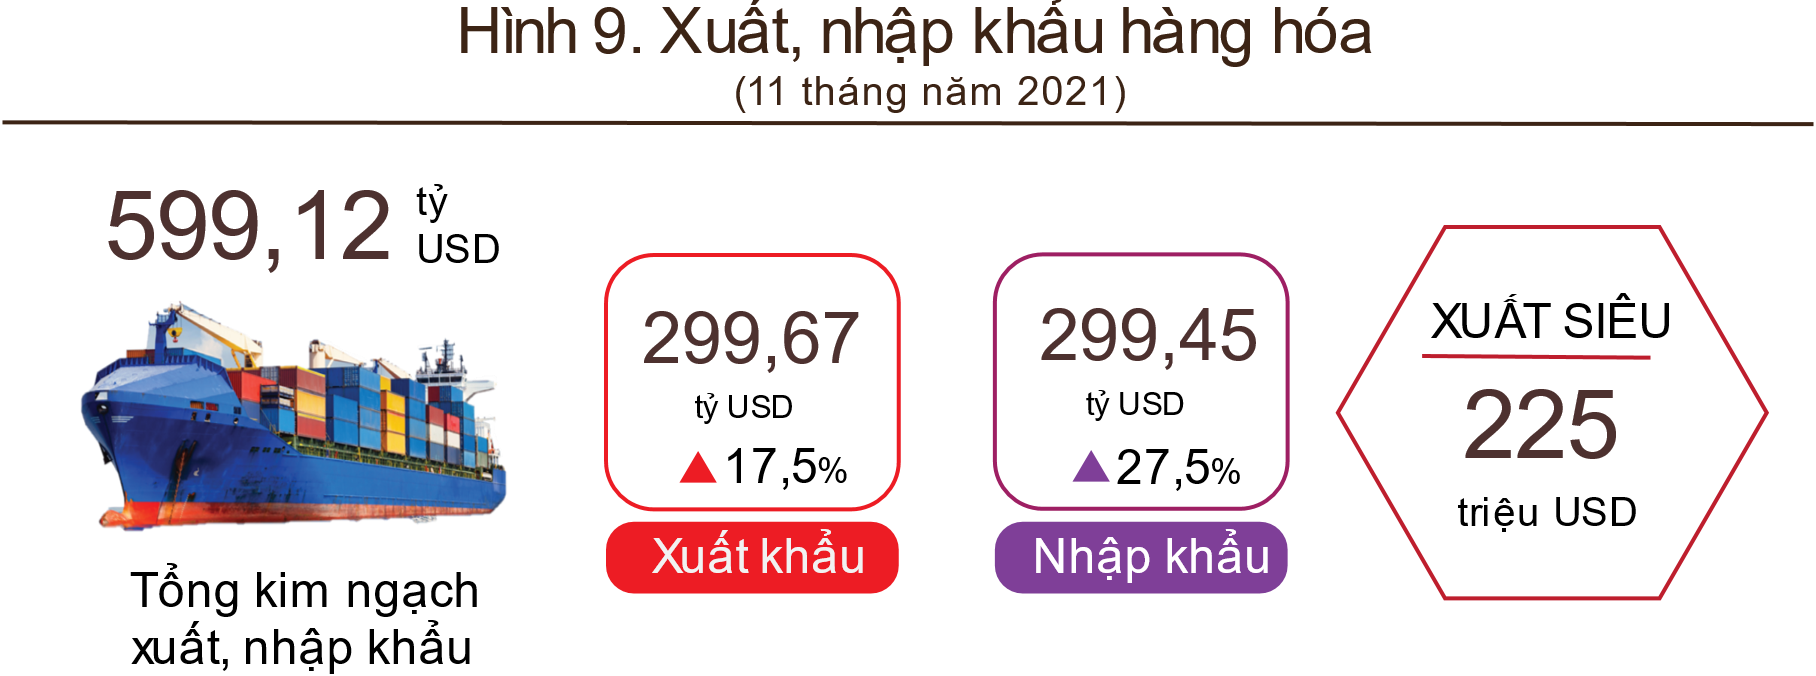 Hình 9. Xuất, nhập khẩu hàng hóa
(11 tháng năm 2021)
599,12 tỷ
USD
Tổng kim ngạch
xuất, nhập khẩu
299,67
tỷ USD
17,5%
Xuất khẩu
299,45
tỷ USD
27,5%
Nhập khẩu
XUẤT SIÊU
225
triệu USD